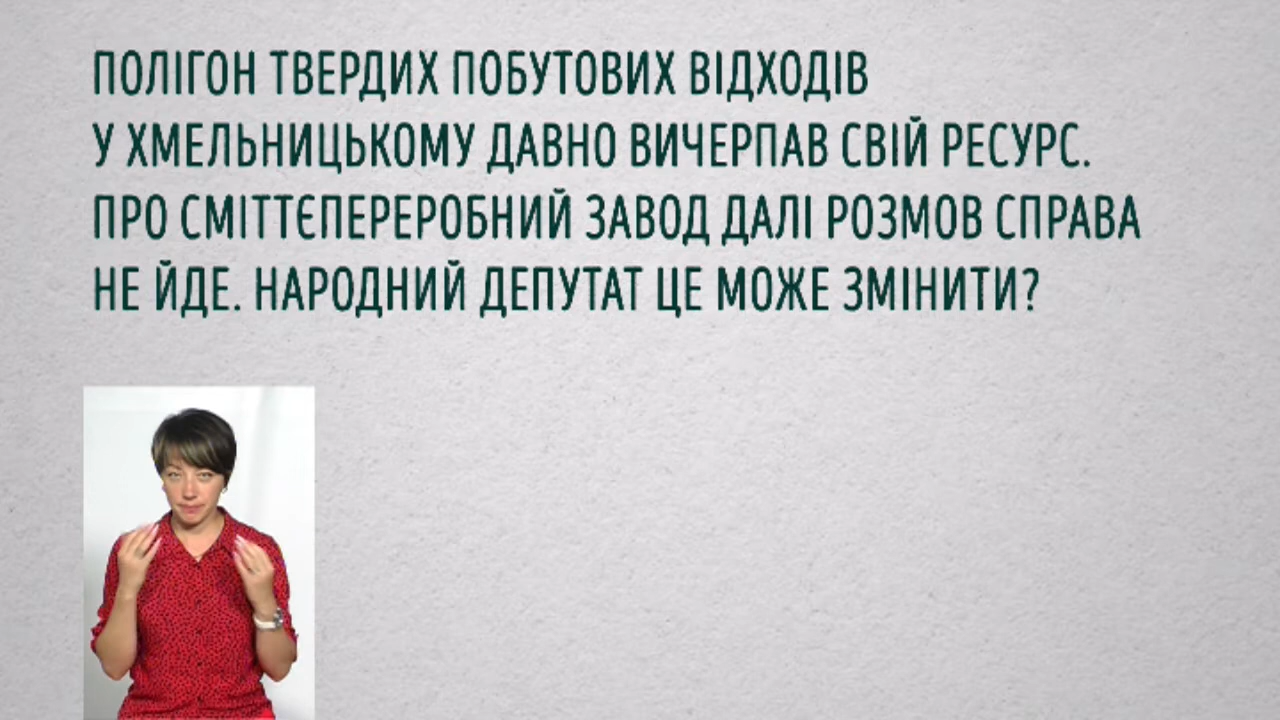 ПОЛІГОН ТВЕРДИХ ПОБУТОВИХ ВІДХОДІВ
У ХМЕЛЬНИЦЬКОМУ ДАВНО ВИЧЕРПАВ СВІЙ РЕСУРС.
ПРО СМІТТЄПЕРЕРОБНИЙ ЗАВОД ДАЛІ РОЗМОВ СПРАВА
НЕ ЙДЕ. НАРОДНИЙ ДЕПУТАТ ЦЕ МОЖЕ ЗМІНИТИ?